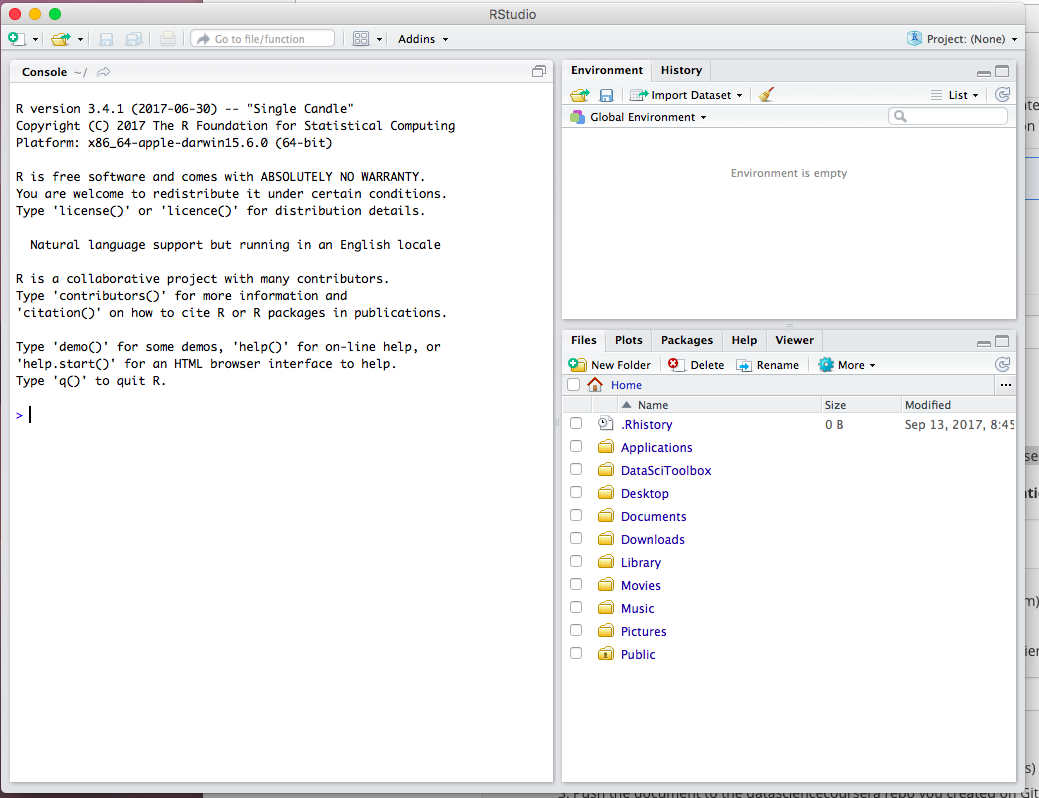 RStudio
Go to file/function
Addins
Project: (None)
Console ~/
R version 3.4.1 (2017-06-30) -- "Single Candle"
Copyright (C) 2017 The R Foundation for Statistical Computing
Platform: x86_64-apple-darwin15.6.0 (64-bit)
R is free software and comes with ABSOLUTELY NO WARRANTY.
You are welcome to redistribute it under certain conditions.
Type 'license()' or 'licence()' for distribution details.
Natural language support but running in an English locale
R is a collaborative project with many contributors.
Type 'contributors()' for more information and
'citation()' on how to cite R or R packages in publications.
Type 'demo()' for some demos, 'help()' for on-line help, or
'help.start()' for an HTML browser interface to help.
Type 'q()' to quit R.
>
Environment History
Import Dataset List
Global Environment
Environment is empty
Files Plots Packages Help Viewer
New Folder Delete Rename More
Home ...
Name Size Modified
.Rhistory 0 B Sep 13, 2017, 8:45
Applications
DataSciToolbox
Desktop
Documents
Downloads
Library
Movies
Music
Pictures
Public
3. Push the document to the datasciencecoursera repo you created on Git